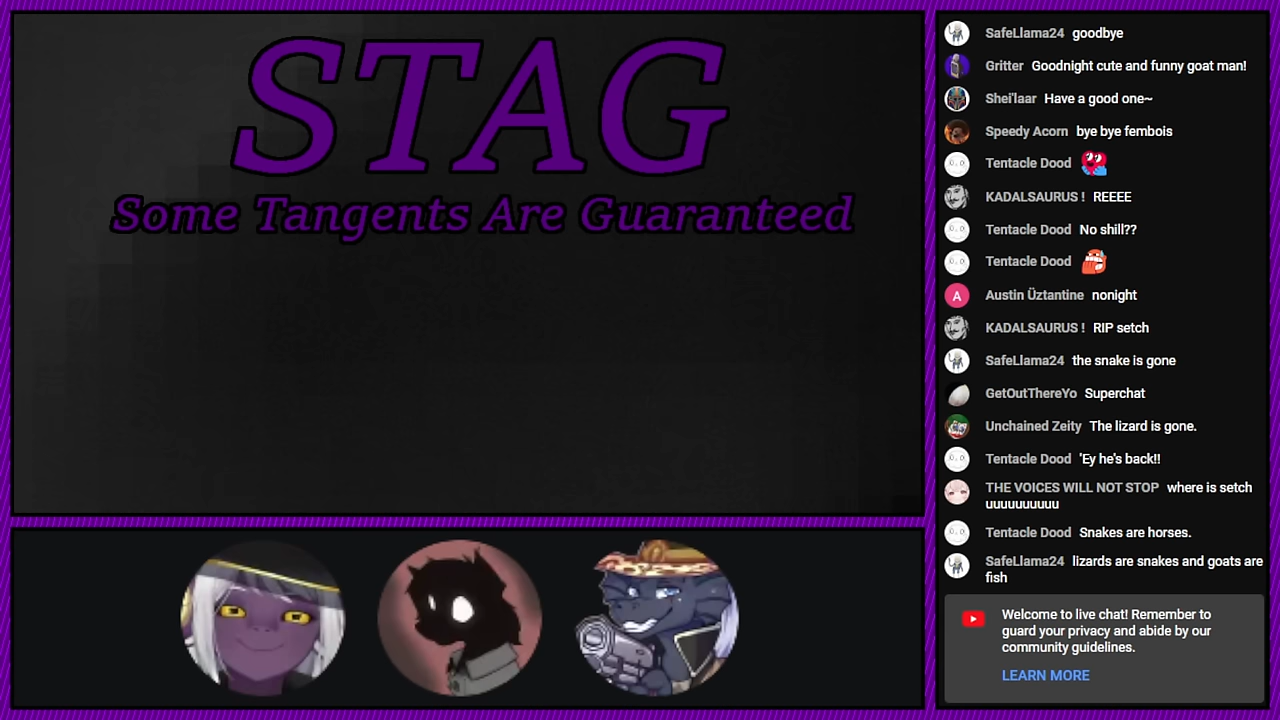 STAG
Some Tangents Are Guaranteed
SafeLlama24 goodbye
Gritter Goodnight cute and funny goat man!
Shei'laar Have a good one~
Speedy Acorn bye bye fembois
Tentacle Dood
KADALSAURUS ! REEEE
Tentacle Dood No shill??
Tentacle Dood
A Austin Üztantine nonight
KADALSAURUS ! RIP setch
SafeLlama24 the snake is gone
GetOutThereYo Superchat
Unchained Zeity The lizard is gone.
Tentacle Dood 'Ey he's back!!
THE VOICES WILL NOT STOP where is setch
uuuuuuuuuu
Tentacle Dood Snakes are horses.
SafeLlama24 lizards are snakes and goats are
fish
Welcome to live chat! Remember to
guard your privacy and abide by our
community guidelines.
LEARN MORE